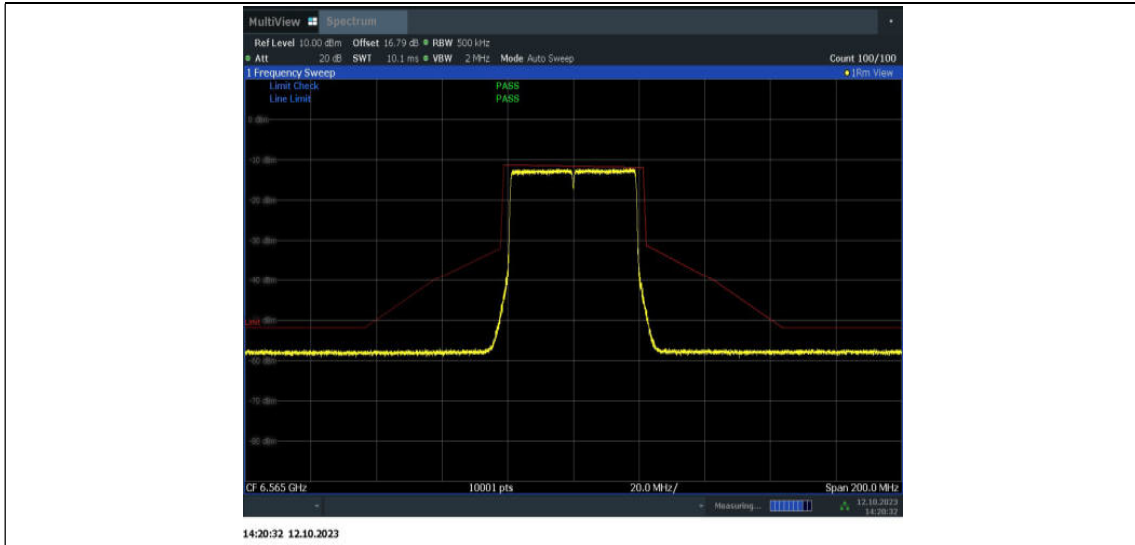 MultiView Spectrum
Ref Level 10.00 dBm Offset 16.79 dB RBW 500 kHz
Att 20 dB SWT 10.1 ms VBW 2 MHz Mode Auto Sweep Count 100/100
1 Frequency Sweep 1Rm View
Limit Check PASS
Line Limit PASS
0 dBm
-10 dBm
-20 dBm
-30 dBm
-40 dBm
-50 dBm
-60 dBm
-70 dBm
-80 dBm
CF 6.565 GHz 10001 pts 20.0 MHz/ Span 200.0 MHz
Measuring... 12.10.2023
14:20:32
14:20:32 12.10.2023